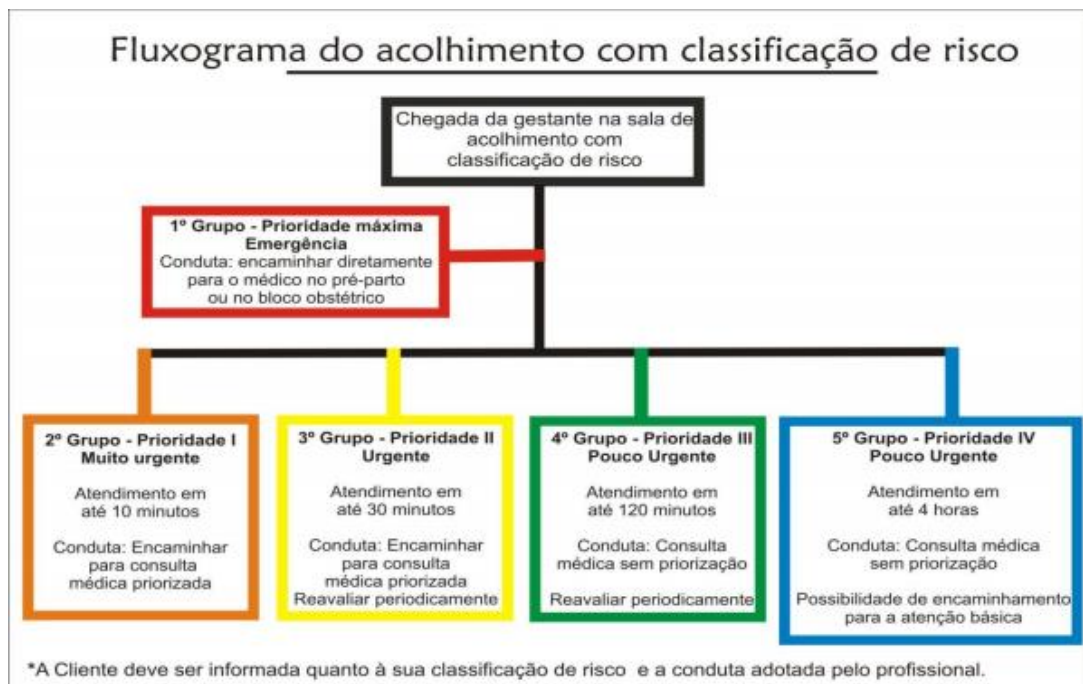 Fluxograma do acolhimento com classificação de risco
Chegada da gestante na sala de
acolhimento com
classificação de risco
1º Grupo - Prioridade máxima
Emergência
Conduta: encaminhar diretamente
para o médico no pré-parto
ou no bloco obstétrico
2º Grupo - Prioridade I
Muito urgente
Atendimento em
até 10 minutos
Conduta: Encaminhar
para consulta
médica priorizada
3º Grupo - Prioridade II
Urgente
Atendimento em
até 30 minutos
Conduta: Encaminhar
para consulta
médica priorizada
Reavaliar periodicamente
4º Grupo - Prioridade III
Pouco Urgente
Atendimento em
até 120 minutos
Conduta: Consulta
médica sem priorização
Reavaliar periodicamente
5º Grupo - Prioridade IV
Pouco Urgente
Atendimento em
até 4 horas
Conduta: Consulta médica
sem priorização
Possibilidade de encaminhamento
para a atenção básica
*A Cliente deve ser informada quanto à sua classificação de risco e a conduta adotada pelo profissional.